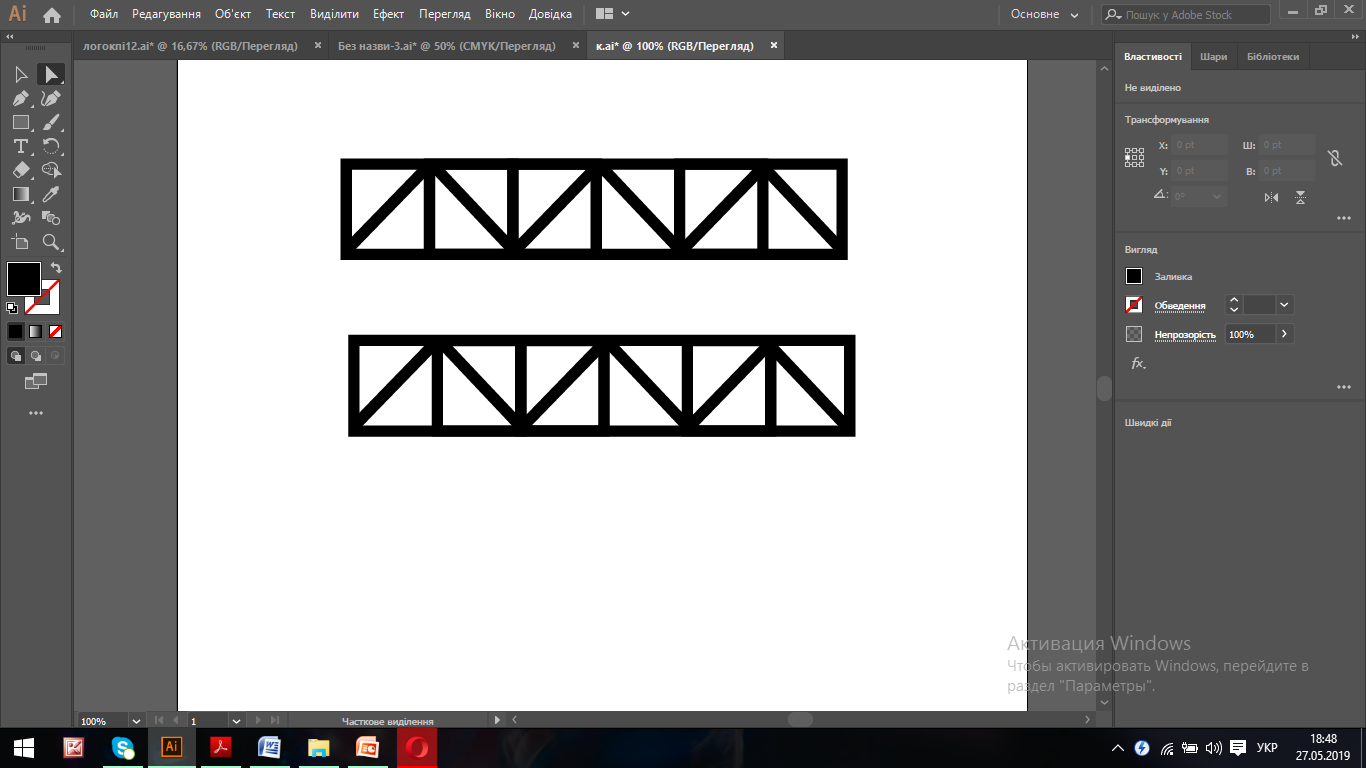 Ai Файл Редагування Об'єкт Текст Виділити Ефект Перегляд Вікно Довідка Основне Пошук у Adobe Stock
логокпі12.ai* @ 16,67% (RGB/Перегляд) × Без назви-3.ai* @ 50% (CMYK/Перегляд) × к.ai* @ 100% (RGB/Перегляд) ×
Властивості Шари Бібліотеки
Не виділено
Трансформування
X: 0 pt Ш: 0 pt
Y: 0 pt В: 0 pt
0°
Вигляд
Заливка
Обведення
Непрозорість 100%
fx.
Швидкі дії
Активация Windows
Чтобы активировать Windows, перейдите в
раздел "Параметры".
100% 1 Часткове виділення
Ai УКР 18:48
27.05.2019